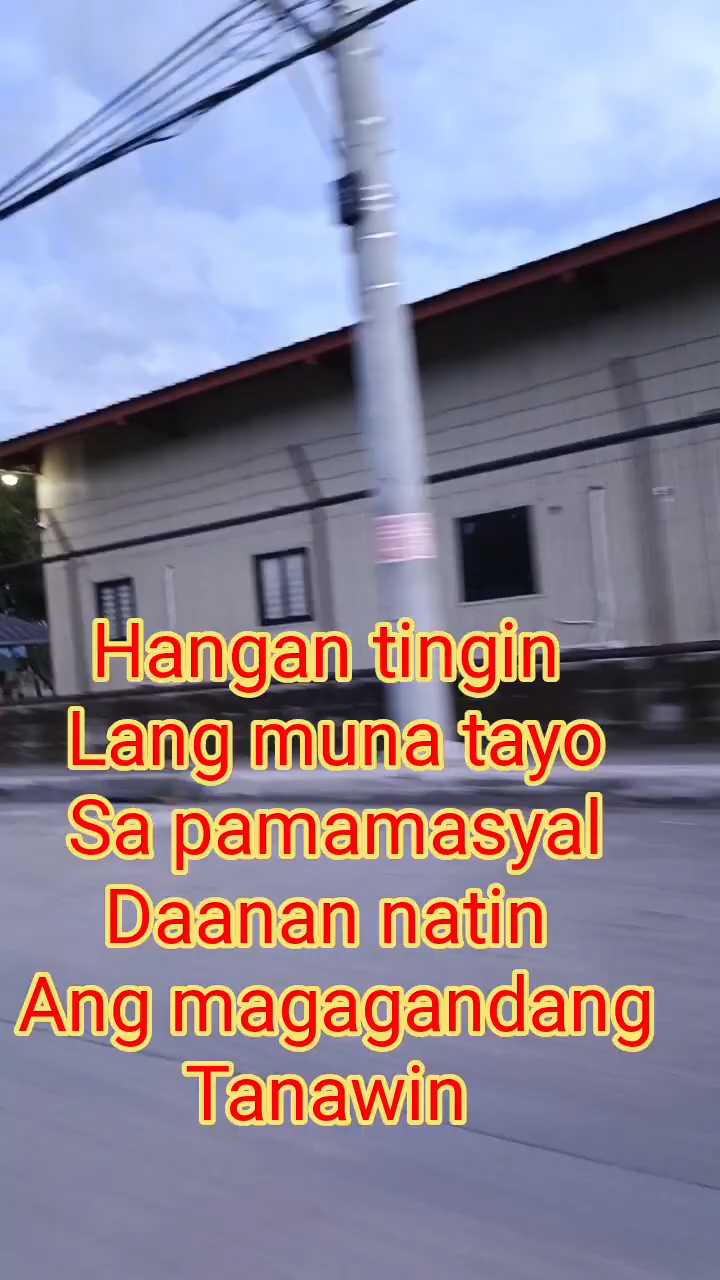 Hangan tingin
Lang muna tayo
Sa pamamasyal
Daanan natin
Ang magagandang
Tanawin